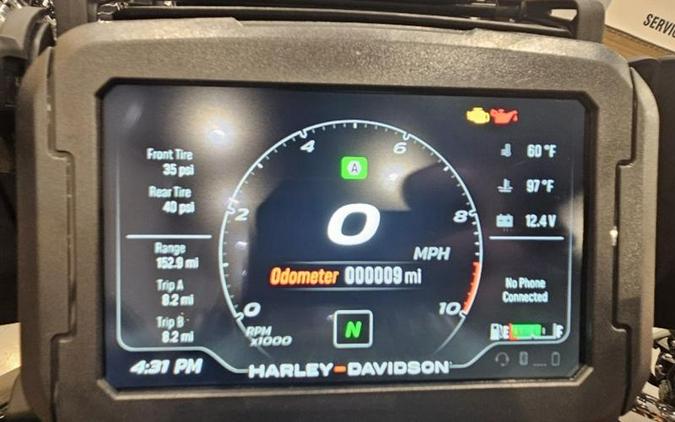 SERVIC
Front Tire
35 psi
Rear Tire
40 psi
Range
152.9 mi
Trip A
8.2 mi
Trip B
8.2 mi
4:31 PM
0
2
4
6
8
10
A
0
MPH
Odometer 000009 mi
RPM
x1000
N
60 °F
97 °F
12.4 V
No Phone
Connected
E F
HARLEY-DAVIDSON